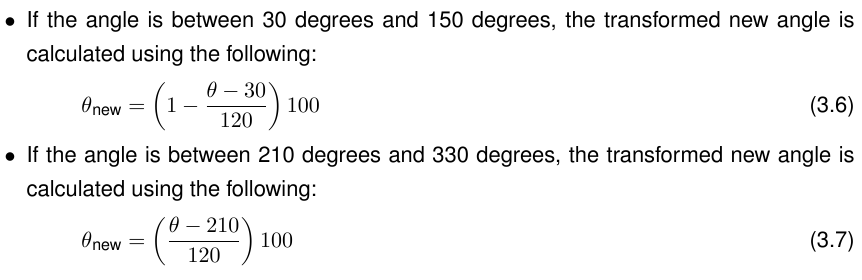 • If the angle is between 30 degrees and 150 degrees, the transformed new angle is
calculated using the following:
θ_new = (1 − (θ − 30)/120) 100 (3.6)
• If the angle is between 210 degrees and 330 degrees, the transformed new angle is
calculated using the following:
θ_new = ((θ − 210)/120) 100 (3.7)